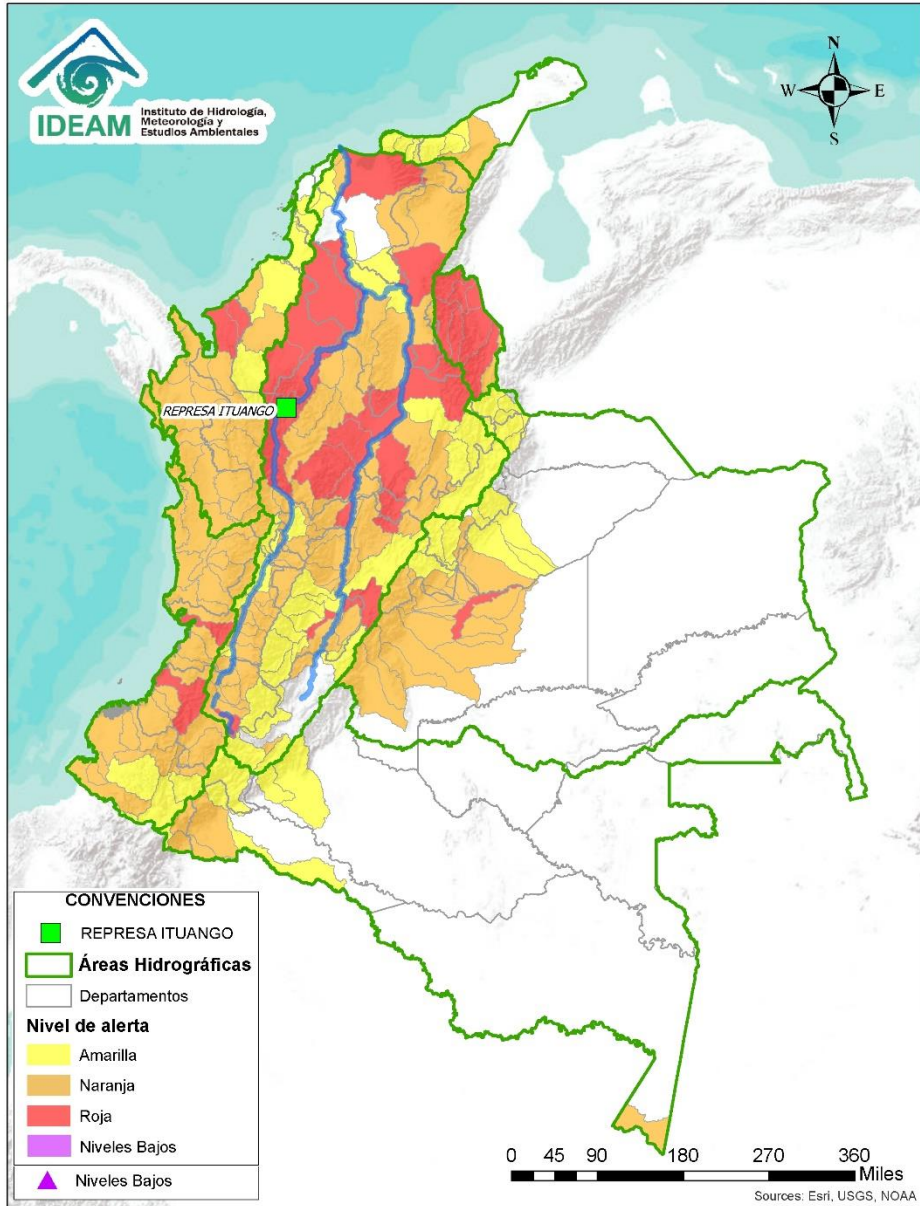 IDEAM
Instituto de Hidrología,
Meteorología y
Estudios Ambientales
N
W
E
S
REPRESA ITUANGO
CONVENCIONES
REPRESA ITUANGO
Áreas Hidrográficas
Departamentos
Nivel de alerta
Amarilla
Naranja
Roja
Niveles Bajos
Niveles Bajos
0 45 90 180 270 360
Miles
Sources: Esri, USGS, NOAA